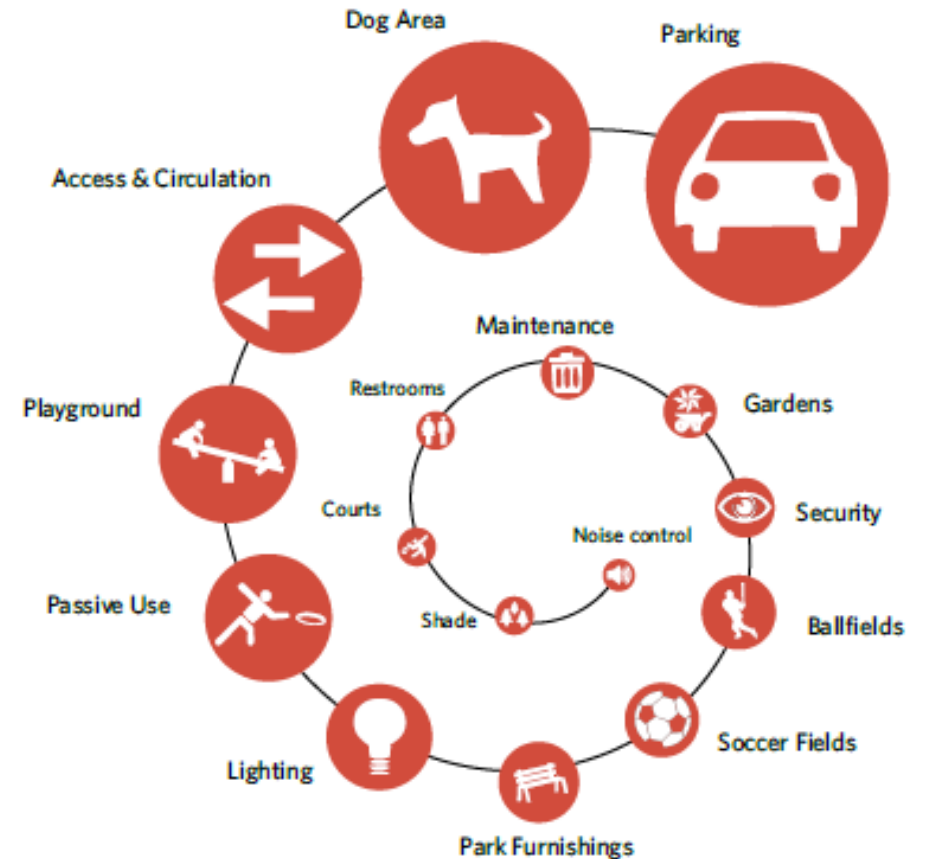 Dog Area
Parking
Access & Circulation
Maintenance
Restrooms
Playground
Gardens
Courts
Security
Noise control
Passive Use
Shade
Ballfields
Soccer Fields
Lighting
Park Furnishings